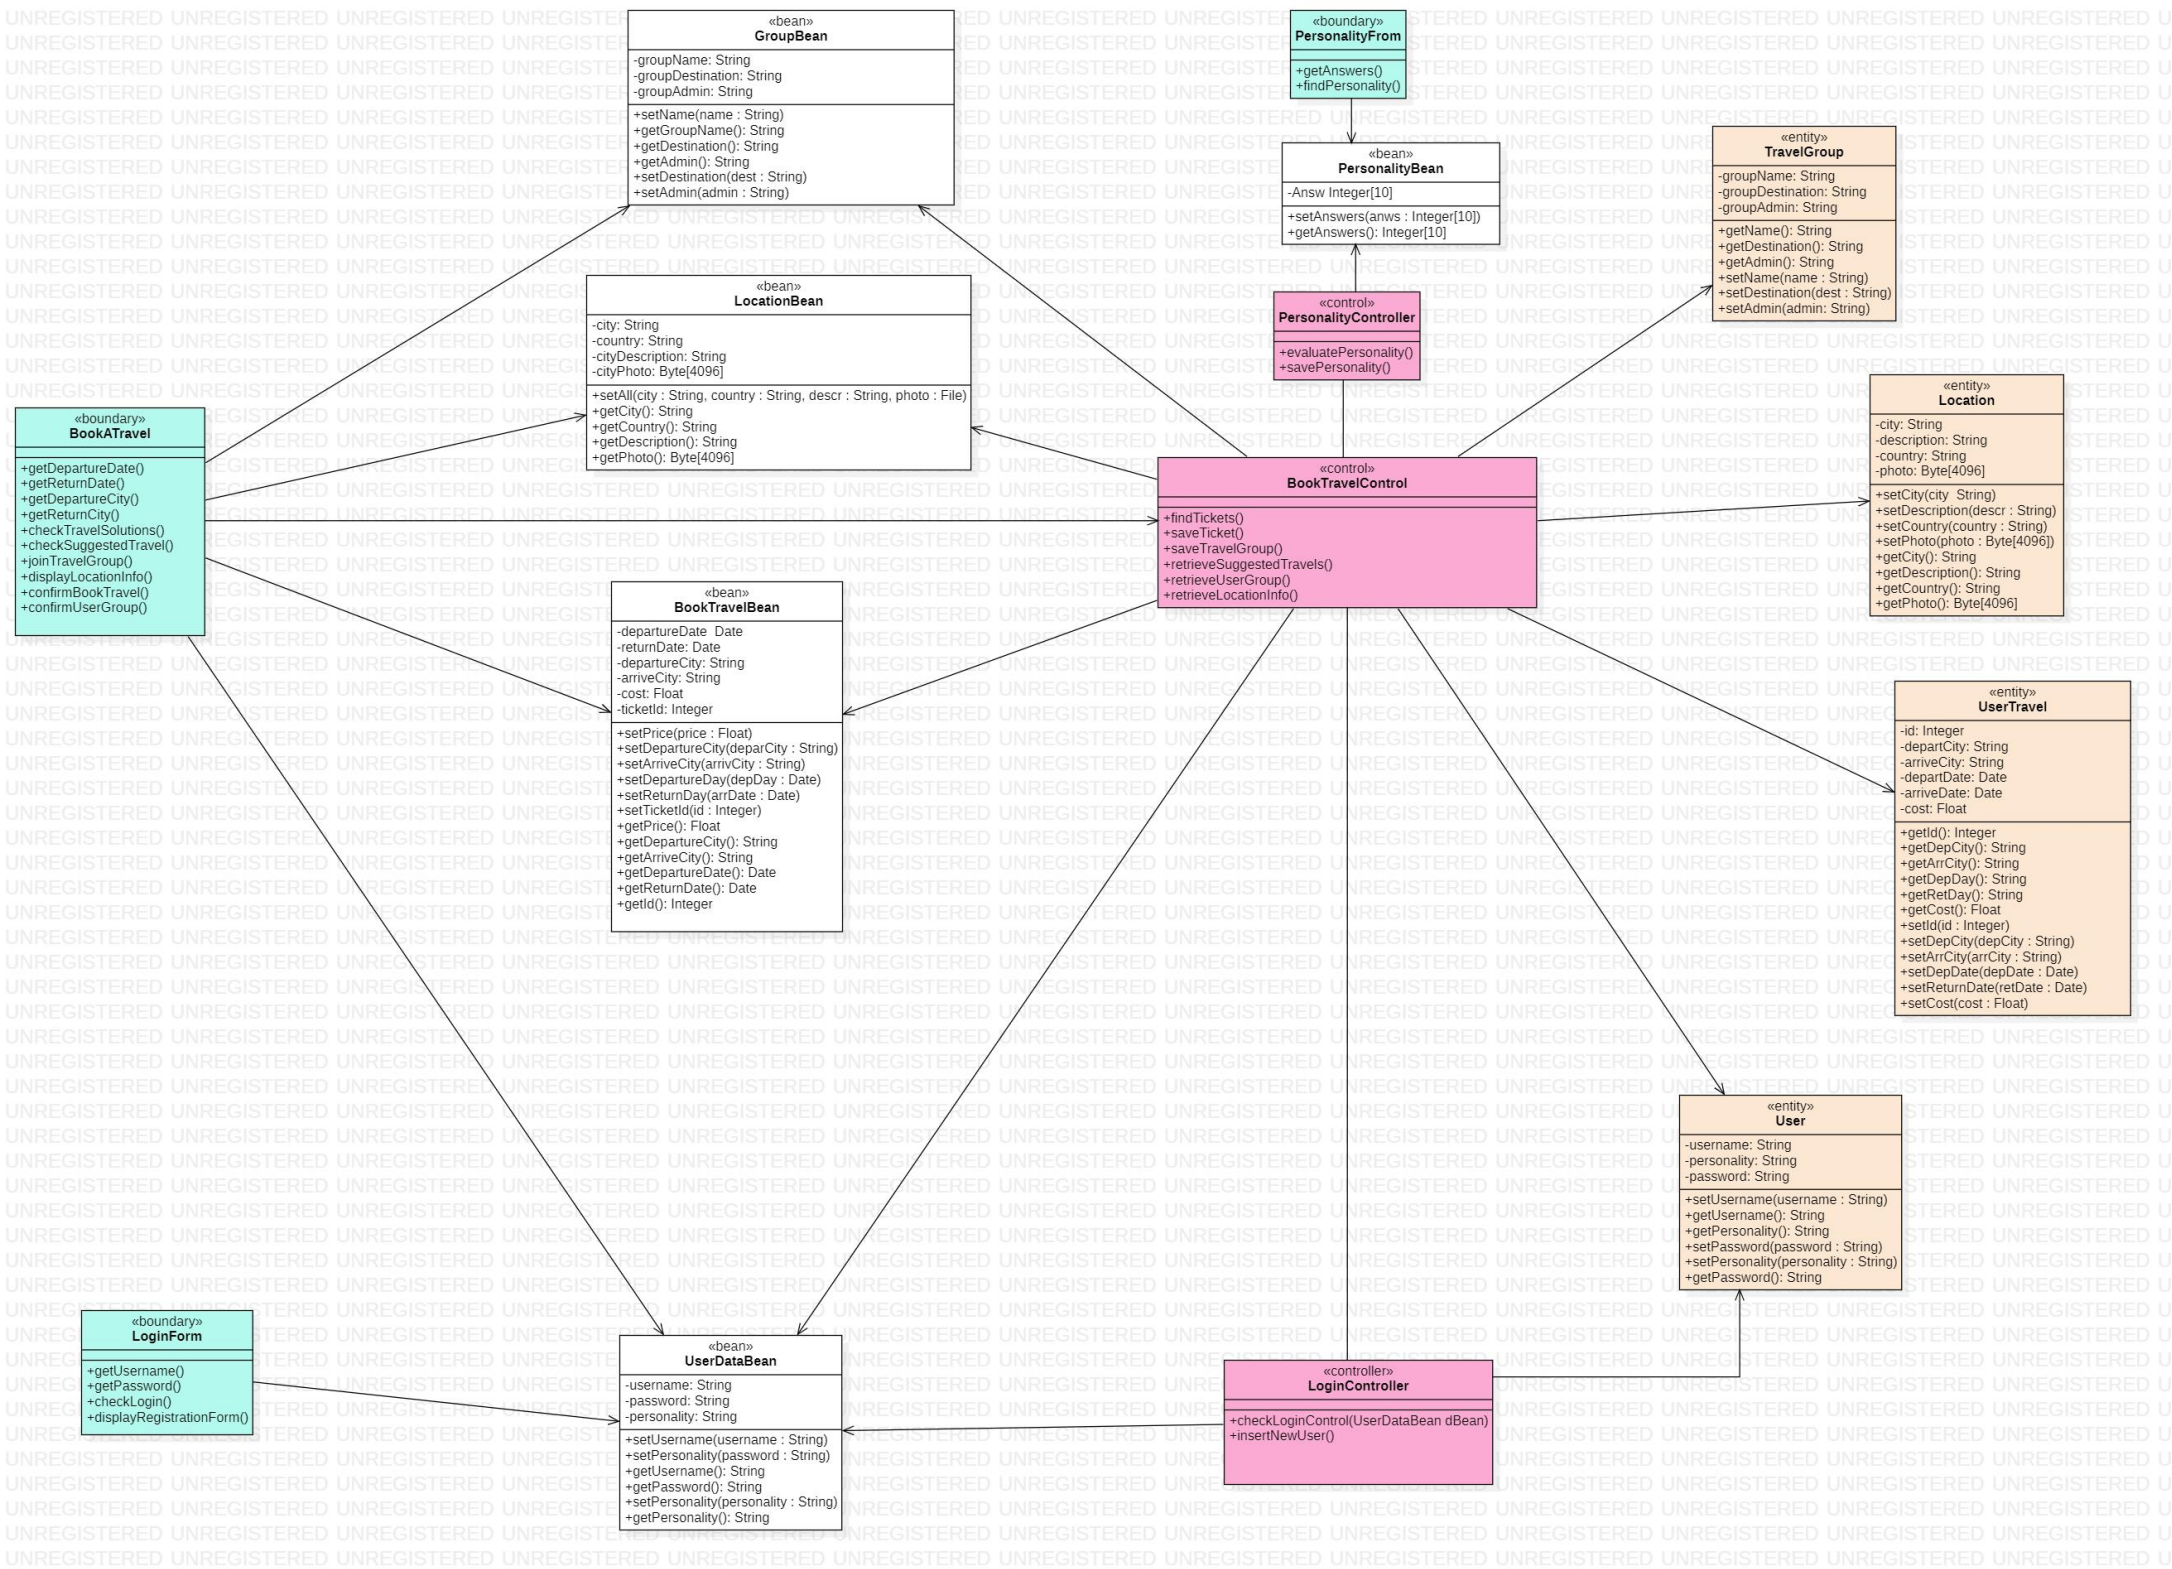 «bean»
GroupBean
-groupName: String
-groupDestination: String
-groupAdmin: String
+setName(name : String)
+getGroupName(): String
+getDestination(): String
+getAdmin(): String
+setDestination(dest : String)
+setAdmin(admin : String)
«boundary»
PersonalityFrom
+getAnswers()
+findPersonality()
«bean»
PersonalityBean
-Answ Integer[10]
+setAnswers(anws : Integer[10])
+getAnswers(): Integer[10]
«entity»
TravelGroup
-groupName: String
-groupDestination: String
-groupAdmin: String
+getName(): String
+getDestination(): String
+getAdmin(): String
+setName(name : String)
+setDestination(dest : String)
+setAdmin(admin: String)
«bean»
LocationBean
-city: String
-country: String
-cityDescription: String
-cityPhoto: Byte[4096]
+setAll(city : String, country : String, descr : String, photo : File)
+getCity(): String
+getCountry(): String
+getDescription(): String
+getPhoto(): Byte[4096]
«control»
PersonalityController
+evaluatePersonality()
+savePersonality()
«entity»
Location
-city: String
-description: String
-country: String
-photo: Byte[4096]
+setCity(city  String)
+setDescription(descr : String)
+setCountry(country : String)
+setPhoto(photo : Byte[4096])
+getCity(): String
+getDescription(): String
+getCountry(): String
+getPhoto(): Byte[4096]
«boundary»
BookATravel
+getDepartureDate()
+getReturnDate()
+getDepartureCity()
+getReturnCity()
+checkTravelSolutions()
+checkSuggestedTravel()
+joinTravelGroup()
+displayLocationInfo()
+confirmBookTravel()
+confirmUserGroup()
«control»
BookTravelControl
+findTickets()
+saveTicket()
+saveTravelGroup()
+retrieveSuggestedTravels()
+retrieveUserGroup()
+retrieveLocationInfo()
«bean»
BookTravelBean
-departureDate  Date
-returnDate: Date
-departureCity: String
-arriveCity: String
-cost: Float
-ticketId: Integer
+setPrice(price : Float)
+setDepartureCity(deparCity : String)
+setArriveCity(arrivCity : String)
+setDepartureDay(depDay : Date)
+setReturnDay(arrDate : Date)
+setTicketId(id : Integer)
+getPrice(): Float
+getDepartureCity(): String
+getArriveCity(): String
+getDepartureDate(): Date
+getReturnDate(): Date
+getId(): Integer
«entity»
UserTravel
-id: Integer
-departCity: String
-arriveCity: String
-departDate: Date
-arriveDate: Date
-cost: Float
+getId(): Integer
+getDepCity(): String
+getArrCity(): String
+getDepDay(): String
+getRetDay(): String
+getCost(): Float
+setId(id : Integer)
+setDepCity(depCity : String)
+setArrCity(arrCity : String)
+setDepDate(depDate : Date)
+setReturnDate(retDate : Date)
+setCost(cost : Float)
«entity»
User
-username: String
-personality: String
-password: String
+setUsername(username : String)
+getUsername(): String
+getPersonality(): String
+setPassword(password : String)
+setPersonality(personality : String)
+getPassword(): String
«boundary»
LoginForm
+getUsername()
+getPassword()
+checkLogin()
+displayRegistrationForm()
«bean»
UserDataBean
-username: String
-password: String
-personality: String
+setUsername(username : String)
+setPersonality(password : String)
+getUsername(): String
+getPassword(): String
+setPersonality(personality : String)
+getPersonality(): String
«controller»
LoginController
+checkLoginControl(UserDataBean dBean)
+insertNewUser()
UNREGISTERED